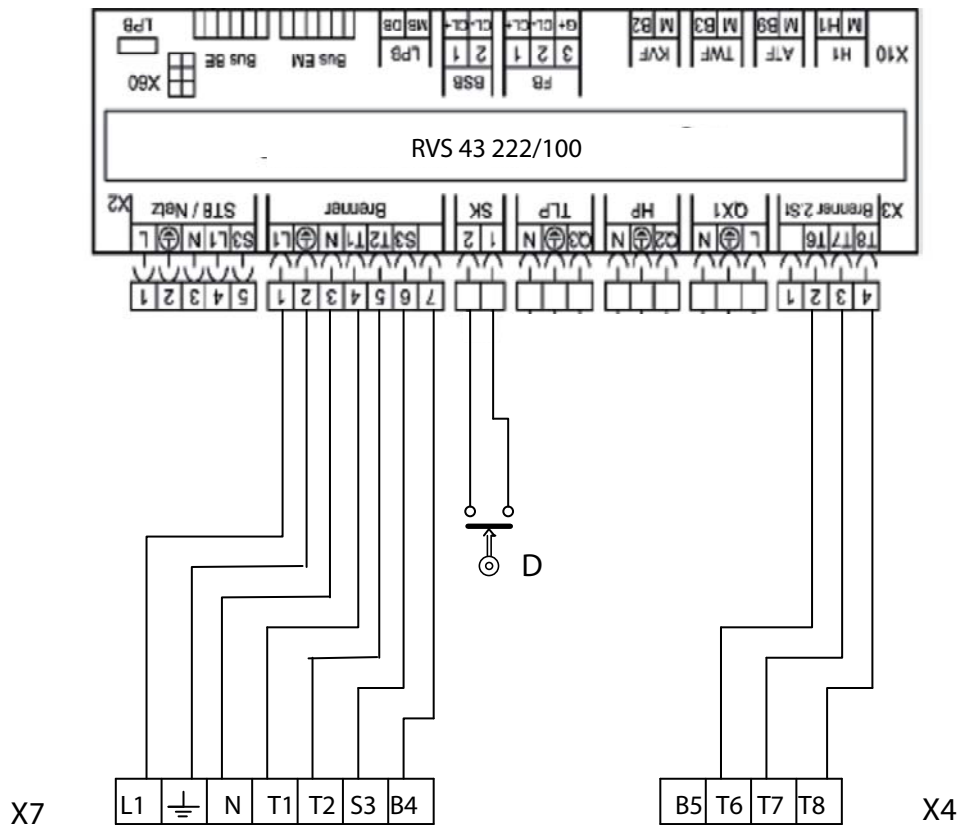 LPB Bus BE Bus EM DB MB CL+ CL- CL+ CL- G+ B2 M B3 M B9 M H1 M
LPB 1 2 1 2 3 KVF TWF ATF H1 X10
X60 BSB FB
RVS 43 222/100
X2 STB / Netz Brenner SK TLP HP QX1 Brenner 2.St X3
L N L1 S3 L1 N T1 T2 S3 2 1 N Q3 N Q2 N L T6 T7 T8
1 2 3 4 5 1 2 3 4 5 6 7 1 2 3 4
D
X7 L1 N T1 T2 S3 B4 B5 T6 T7 T8 X4